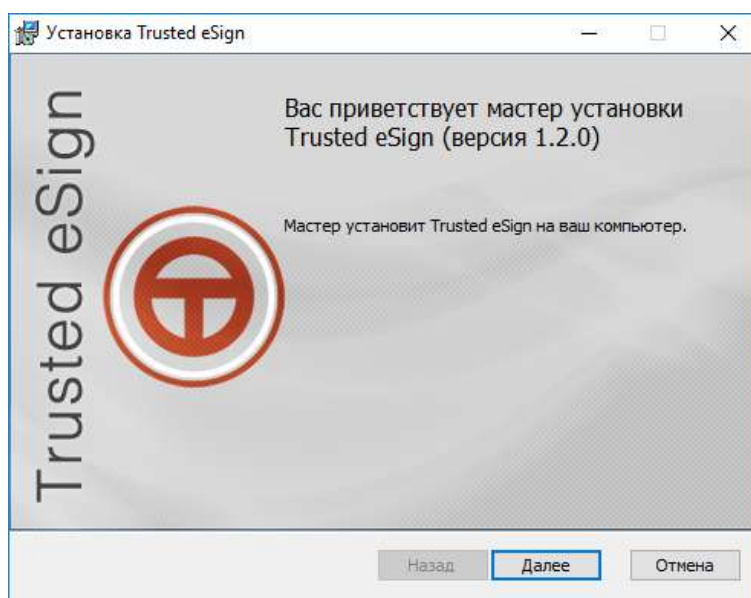 Установка Trusted eSign
Trusted eSign
Вас приветствует мастер установки
Trusted eSign (версия 1.2.0)
Мастер установит Trusted eSign на ваш компьютер.
Назад
Далее
Отмена